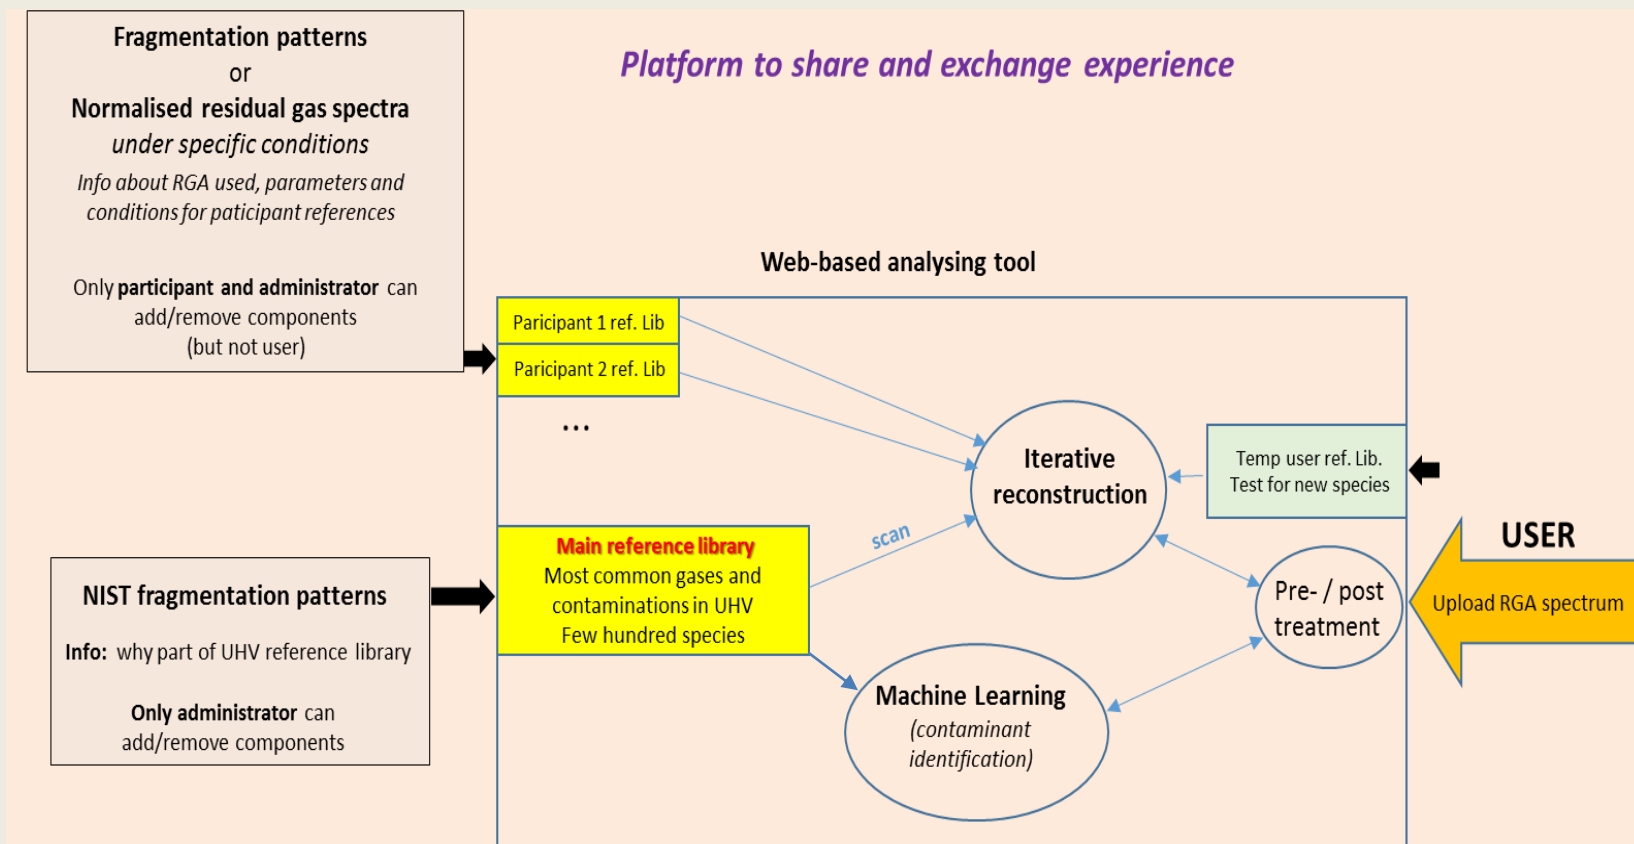 Fragmentation patterns
or
Normalised residual gas spectra
under specific conditions
Info about RGA used, parameters and
conditions for paticipant references
Only participant and administrator can
add/remove components
(but not user)
Platform to share and exchange experience
Web-based analysing tool
Paricipant 1 ref. Lib
Paricipant 2 ref. Lib
...
Iterative
reconstruction
Temp user ref. Lib.
Test for new species
scan
Main reference library
Most common gases and
contaminations in UHV
Few hundred species
NIST fragmentation patterns
Info: why part of UHV reference library
Only administrator can
add/remove components
Machine Learning
(contaminant
identification)
Pre- / post
treatment
USER
Upload RGA spectrum